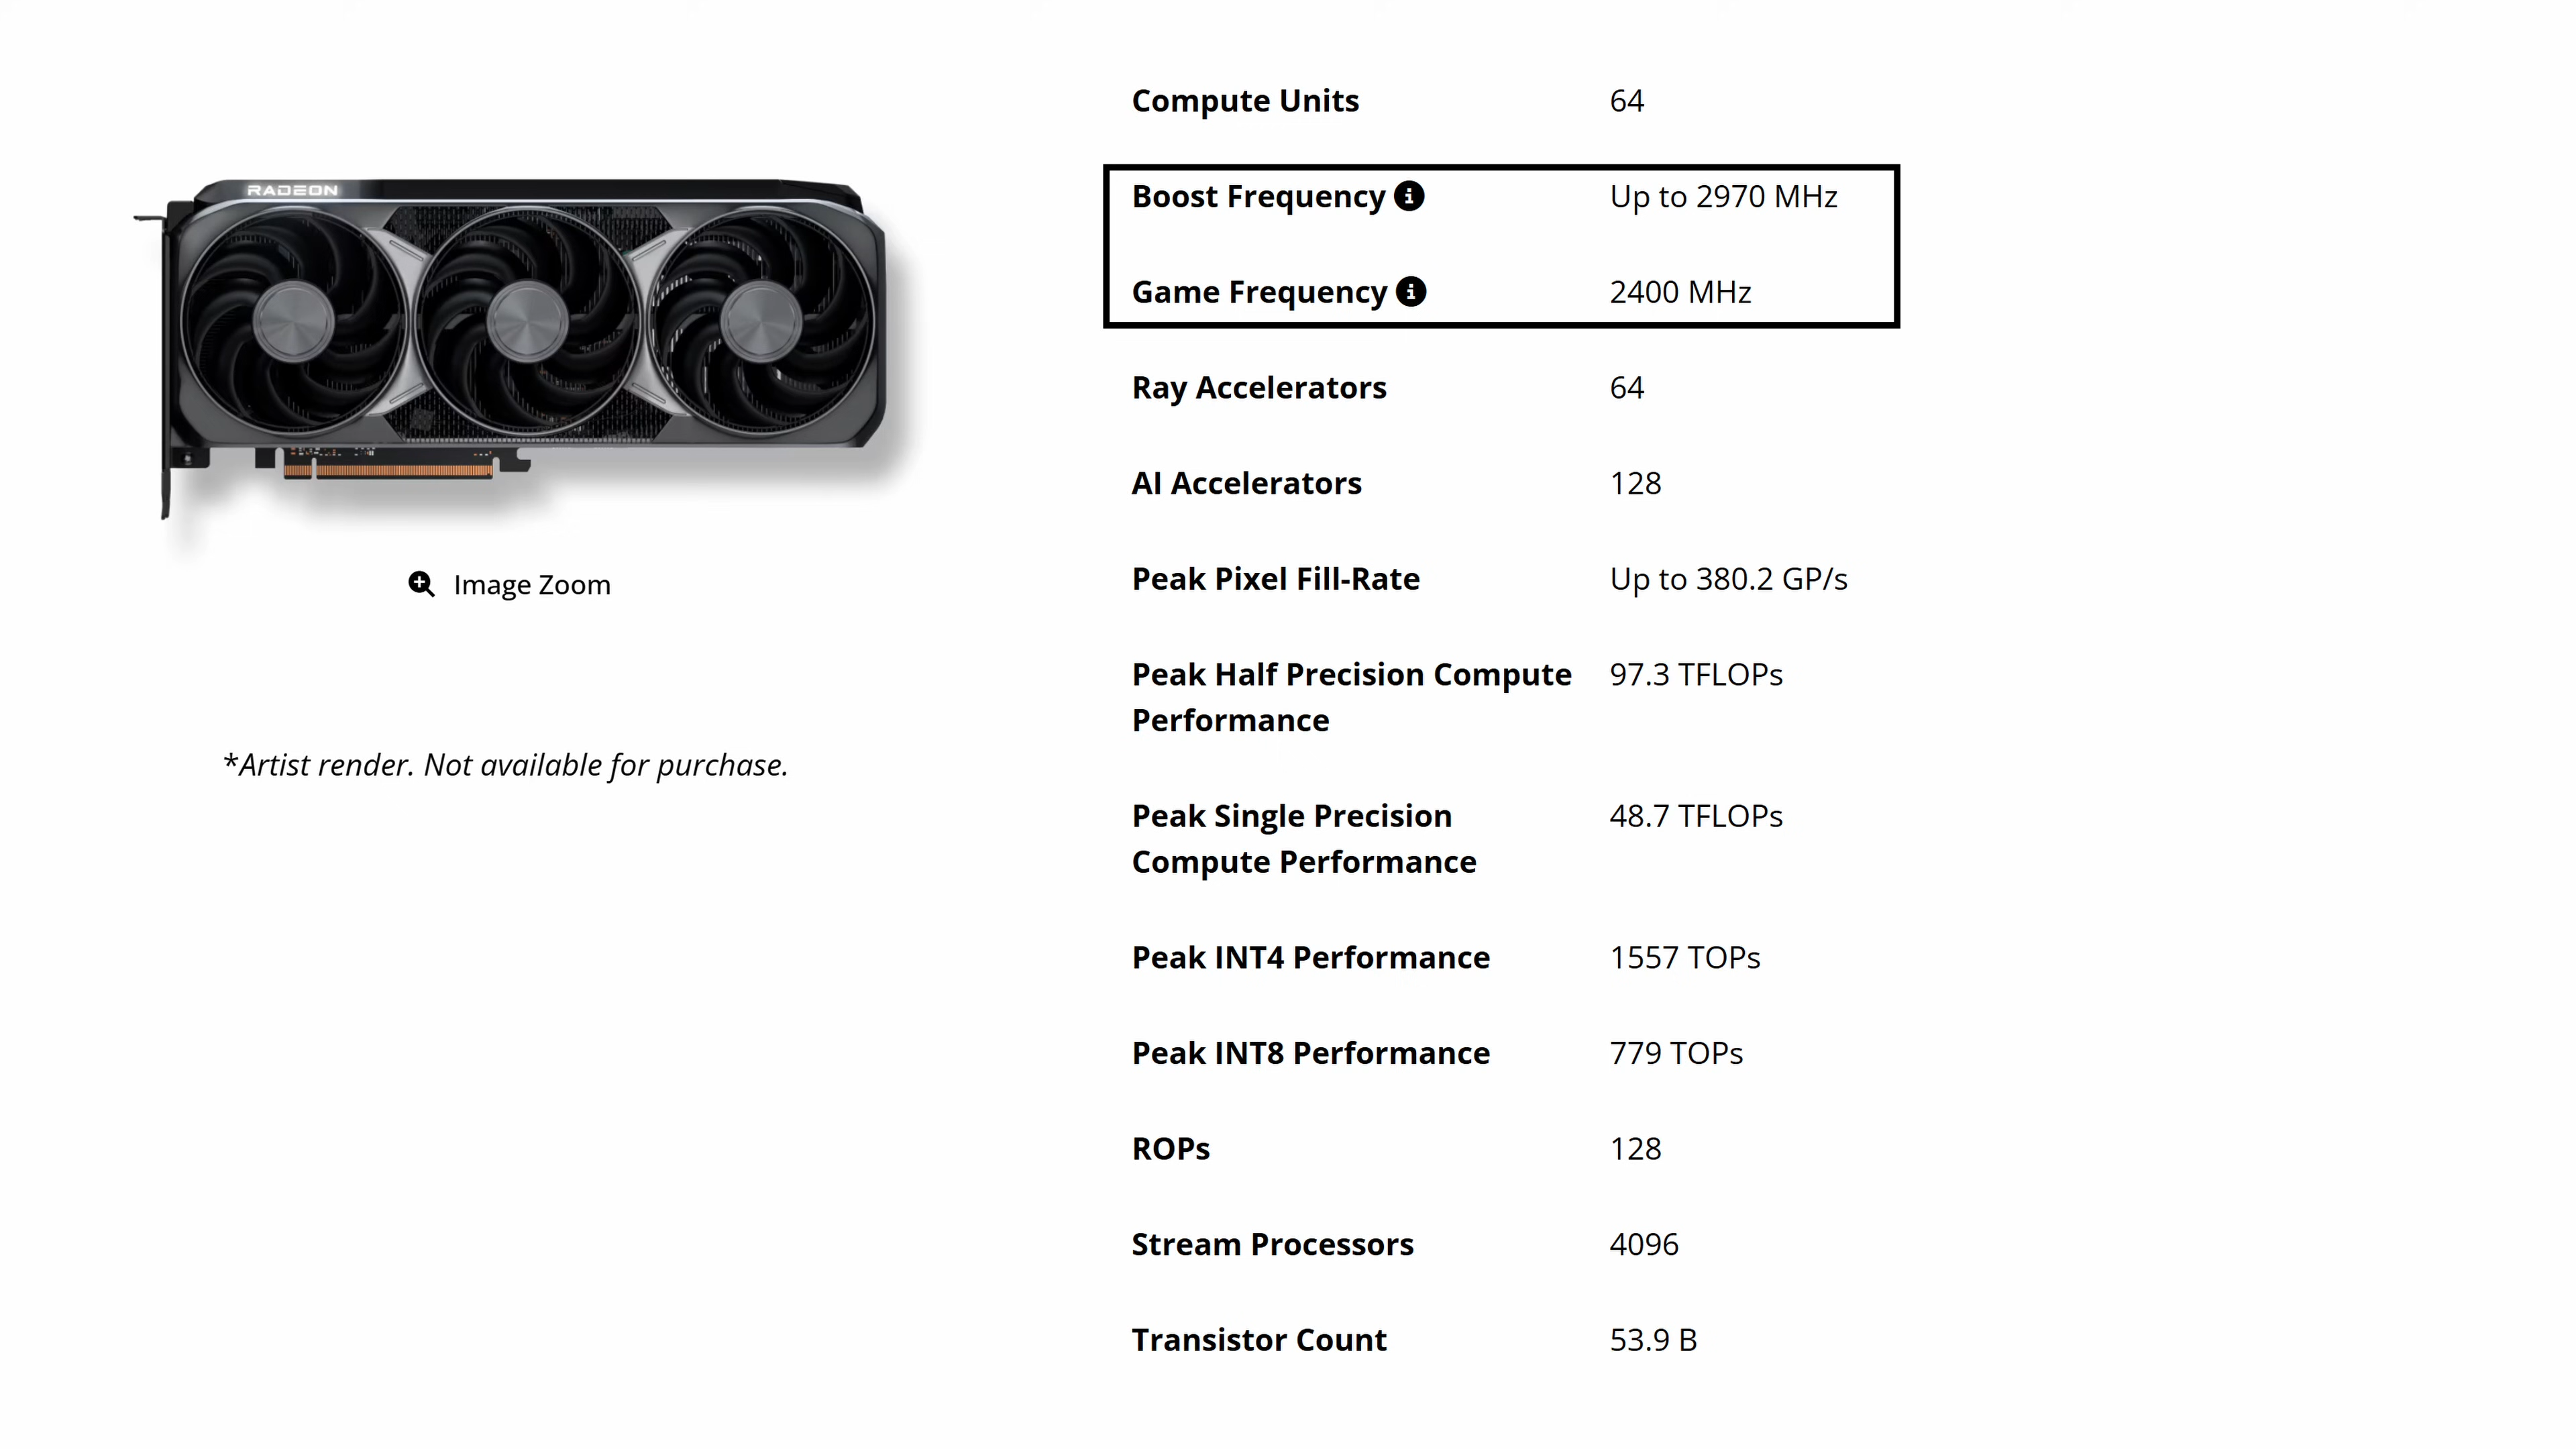 RADEON
Image Zoom
*Artist render. Not available for purchase.
Compute Units 64
Boost Frequency Up to 2970 MHz
Game Frequency 2400 MHz
Ray Accelerators 64
AI Accelerators 128
Peak Pixel Fill-Rate Up to 380.2 GP/s
Peak Half Precision Compute 97.3 TFLOPs
Performance
Peak Single Precision 48.7 TFLOPs
Compute Performance
Peak INT4 Performance 1557 TOPs
Peak INT8 Performance 779 TOPs
ROPs 128
Stream Processors 4096
Transistor Count 53.9 B